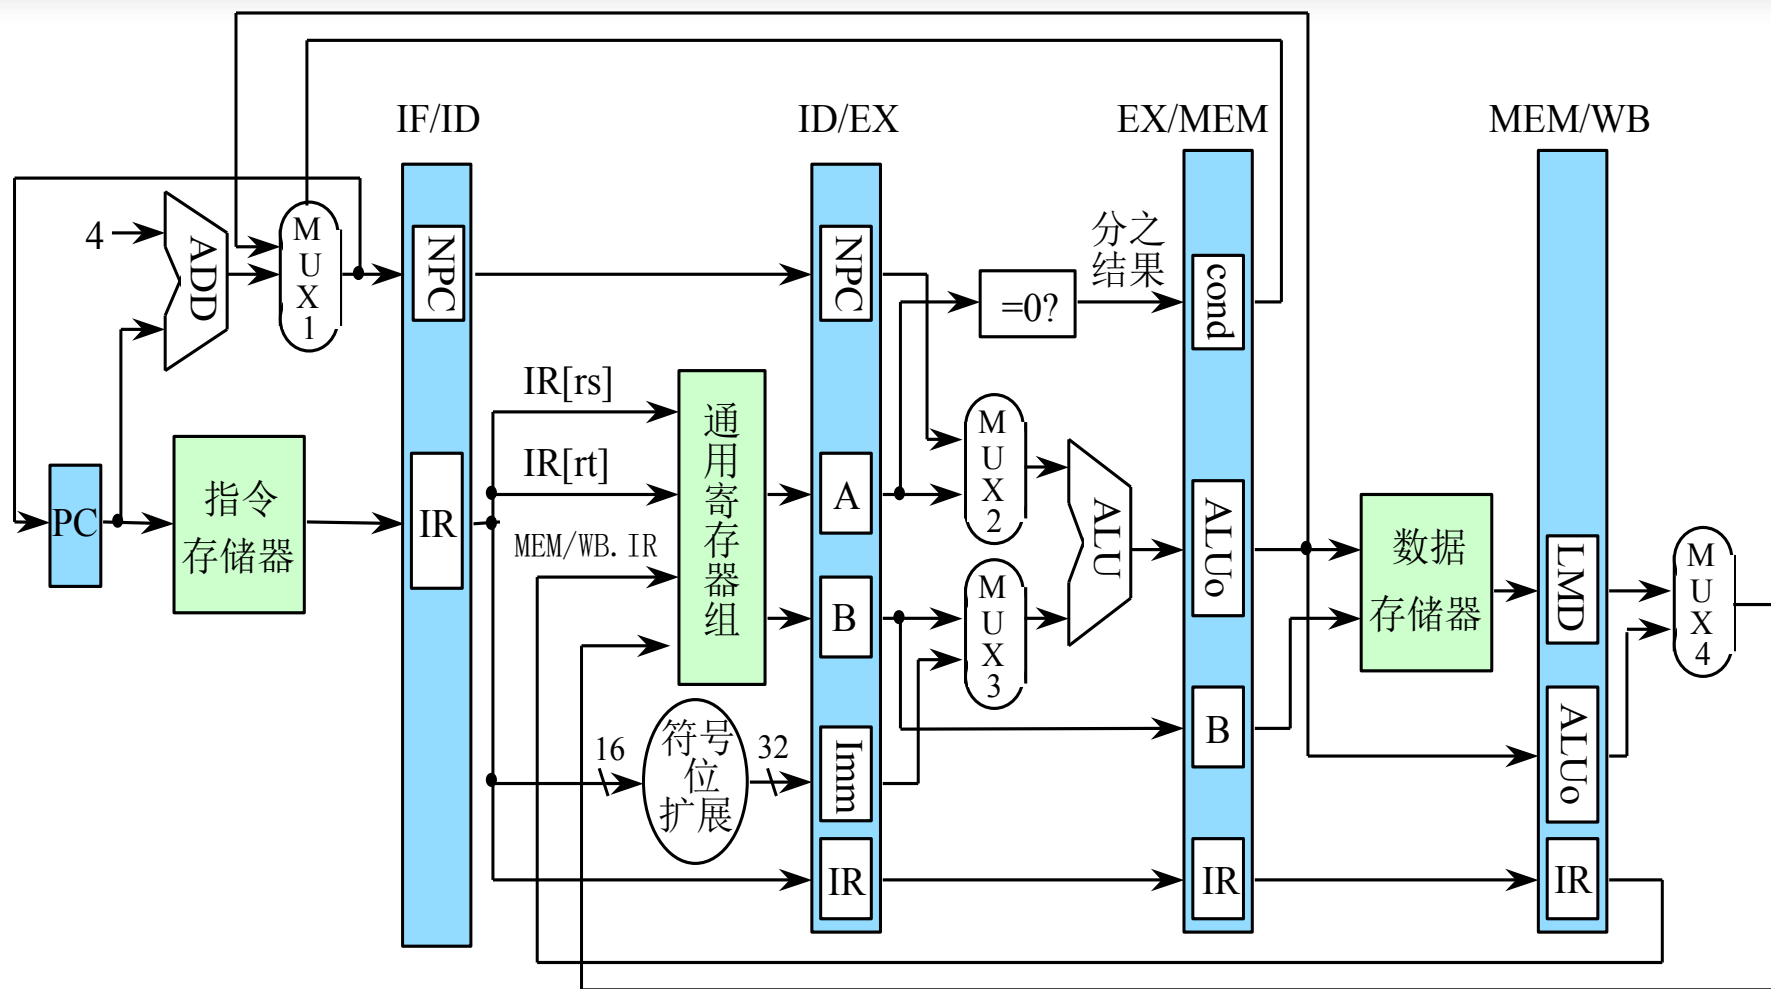 IF/ID
ID/EX
EX/MEM
MEM/WB
4
ADD
MUX1
NPC
NPC
=0?
分之
结果
cond
PC
指令
存储器
IR
IR[rs]
IR[rt]
MEM/WB.IR
通用寄存器组
16
符号
位
扩展
32
A
B
Imm
IR
MUX2
MUX3
ALU
ALUo
B
IR
数据
存储器
LMD
ALUo
IR
MUX4